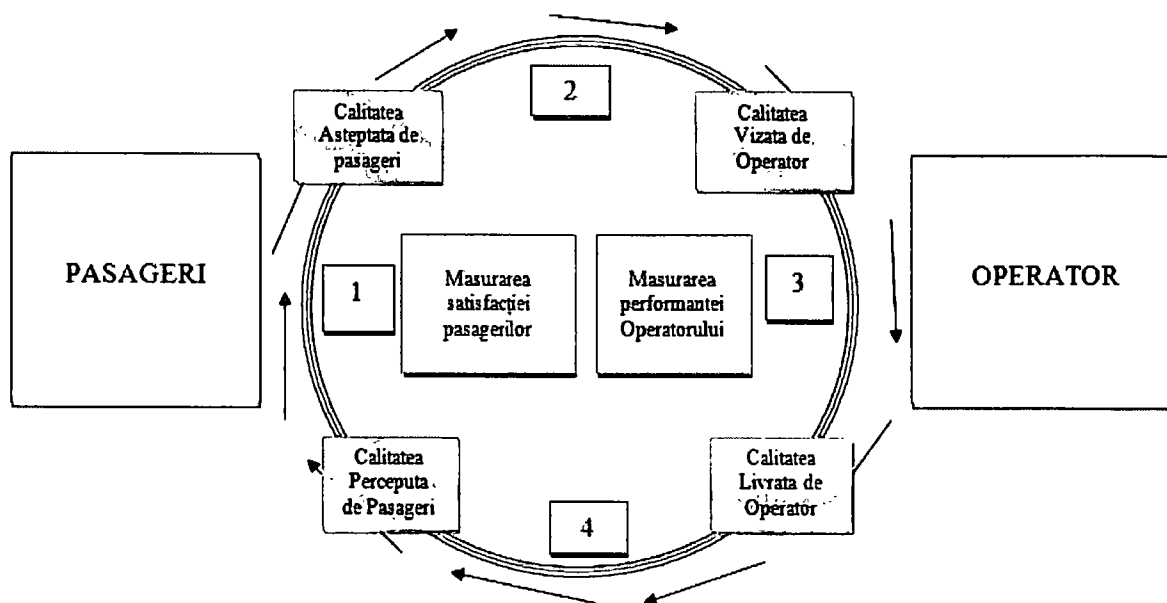 2
Calitatea
Asteptata de
pasageri
Calitatea
Vizata de
Operator
PASAGERI
1
Masurarea
satisfacției
pasagerilor
Masurarea
performantei
Operatorului
3
OPERATOR
Calitatea
Perceputa
de Pasageri
4
Calitatea
Livrata de
Operator